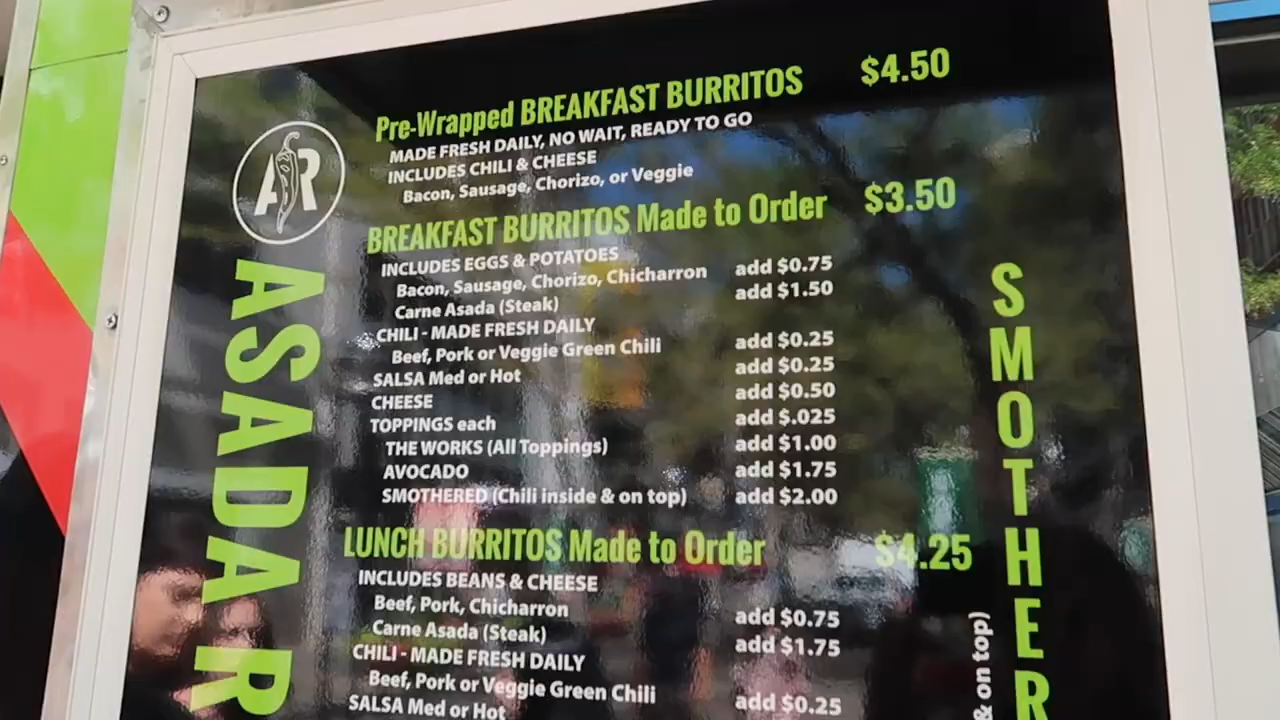 AR
ASADAR
Pre-Wrapped BREAKFAST BURRITOS $4.50
MADE FRESH DAILY, NO WAIT, READY TO GO
INCLUDES CHILI & CHEESE
Bacon, Sausage, Chorizo, or Veggie
BREAKFAST BURRITOS Made to Order $3.50
INCLUDES EGGS & POTATOES
Bacon, Sausage, Chorizo, Chicharron add $0.75
Carne Asada (Steak) add $1.50
CHILI - MADE FRESH DAILY
Beef, Pork or Veggie Green Chili add $0.25
SALSA Med or Hot add $0.25
CHEESE add $0.50
TOPPINGS each add $.025
THE WORKS (All Toppings) add $1.00
AVOCADO add $1.75
SMOTHERED (Chili inside & on top) add $2.00
LUNCH BURRITOS Made to Order $4.25
INCLUDES BEANS & CHEESE
Beef, Pork, Chicharron add $0.75
Carne Asada (Steak) add $1.75
CHILI - MADE FRESH DAILY
Beef, Pork or Veggie Green Chili add $0.25
SALSA Med or Hot
SMOTHER
& on top)